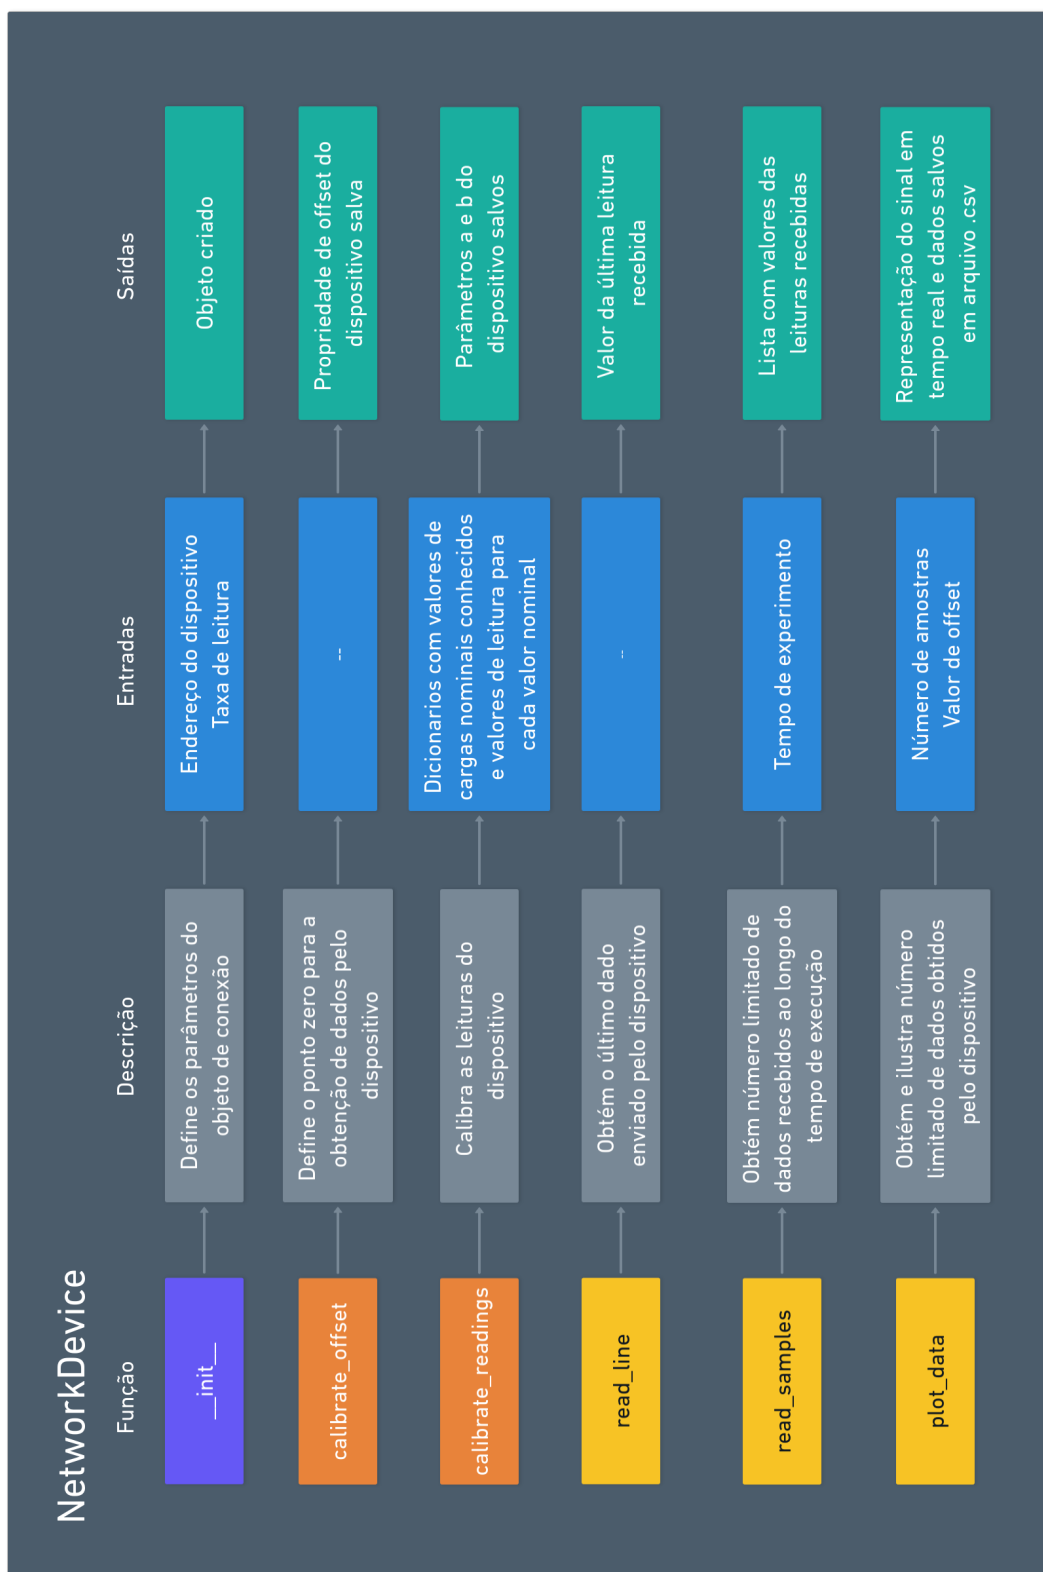 NetworkDevice
Função
Descrição
Entradas
Saídas
__init__
Define os parâmetros do
objeto de conexão
Endereço do dispositivo
Taxa de leitura
Objeto criado
calibrate_offset
Define o ponto zero para a
obtenção de dados pelo
dispositivo
--
Propriedade de offset do
dispositivo salva
calibrate_readings
Calibra as leituras do
dispositivo
Dicionarios com valores de
cargas nominais conhecidos
e valores de leitura para
cada valor nominal
Parâmetros a e b do
dispositivo salvos
read_line
Obtém o último dado
enviado pelo dispositivo
--
Valor da última leitura
recebida
read_samples
Obtém número limitado de
dados recebidos ao longo do
tempo de execução
Tempo de experimento
Lista com valores das
leituras recebidas
plot_data
Obtém e ilustra número
limitado de dados obtidos
pelo dispositivo
Número de amostras
Valor de offset
Representação do sinal em
tempo real e dados salvos
em arquivo .csv